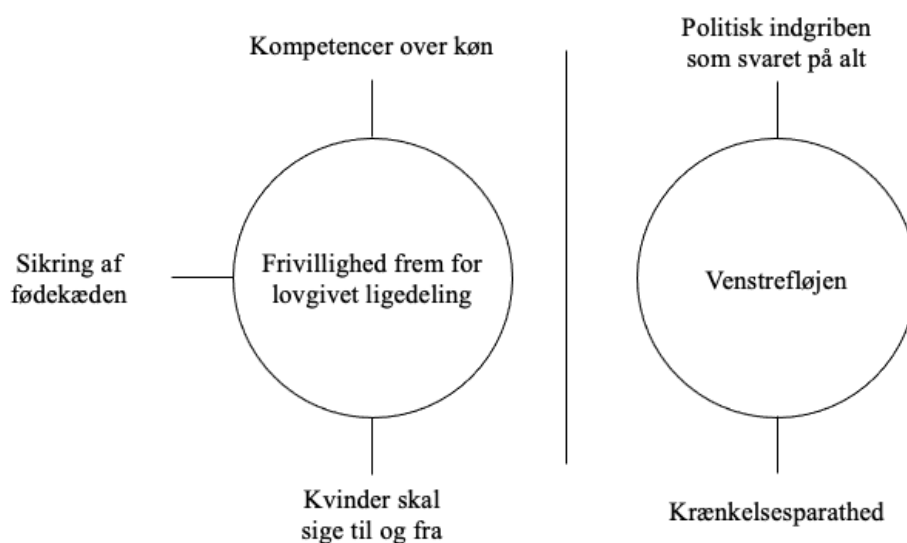 Kompetencer over køn
Sikring af
fødekæden
Frivillighed frem for
lovgivet ligedeling
Kvinder skal
sige til og fra
Politisk indgriben
som svaret på alt
Venstrefløjen
Krænkelsesparathed